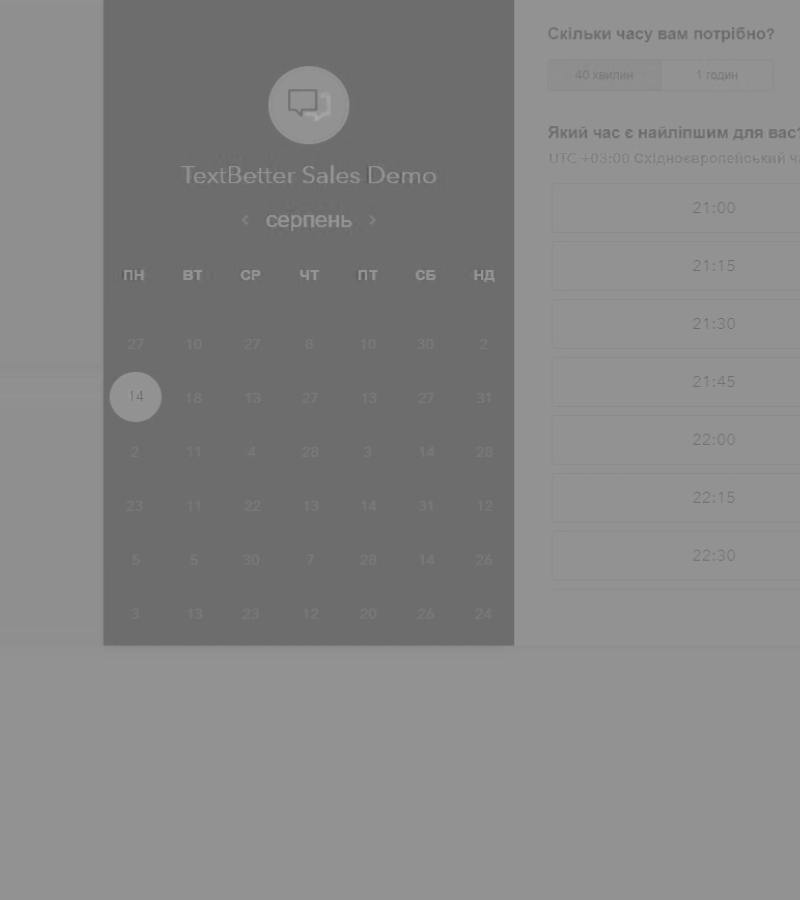 TextBetter Sales Demo
серпень
ПН ВТ СР ЧТ ПТ СБ НД
27 10 27 8 10 30 2
14 18 13 27 13 27 31
2 11 4 28 3 14 28
23 11 22 13 14 31 12
5 5 30 7 28 14 26
3 13 23 12 20 26 24
Скільки часу вам потрібно?
40 хвилин 1 годин
Який час є найліпшим для вас?
UTC +03:00 Східноєвропейський
21:00
21:15
21:30
21:45
22:00
22:15
22:30